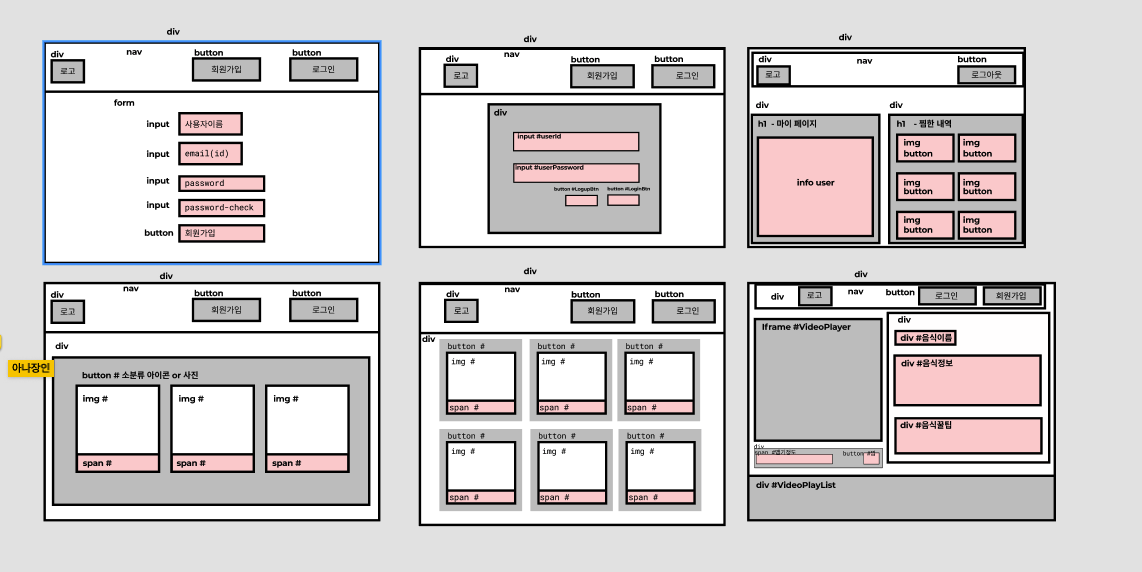 div
div
nav
button
button
로고
회원가입
로그인
form
input
사용자이름
input
email(id)
input
password
input
password-check
button
회원가입
div
div
nav
button
button
로고
회원가입
로그인
div
input #userId
input #userPassword
button #LogupBtn
button #LoginBtn
div
div
nav
button
로고
로그아웃
div
div
h1 - 마이 페이지
h1 - 찜한 내역
info user
img
button
img
button
img
button
img
button
img
button
img
button
div
div
nav
button
button
로고
회원가입
로그인
div
아나장인
button # 소분류 아이콘 or 사진
img #
img #
img #
span #
span #
span #
div
div
nav
button
button
로고
회원가입
로그인
div
button #
button #
button #
img #
img #
img #
span #
span #
span #
button #
button #
button #
img #
img #
img #
span #
span #
span #
div
div
로고
nav
button
로그인
회원가입
Iframe #VideoPlayer
div
div #음식이름
div #음식정보
div #음식꿀팁
div
span #맵기정도
button #찜
div #VideoPlayList